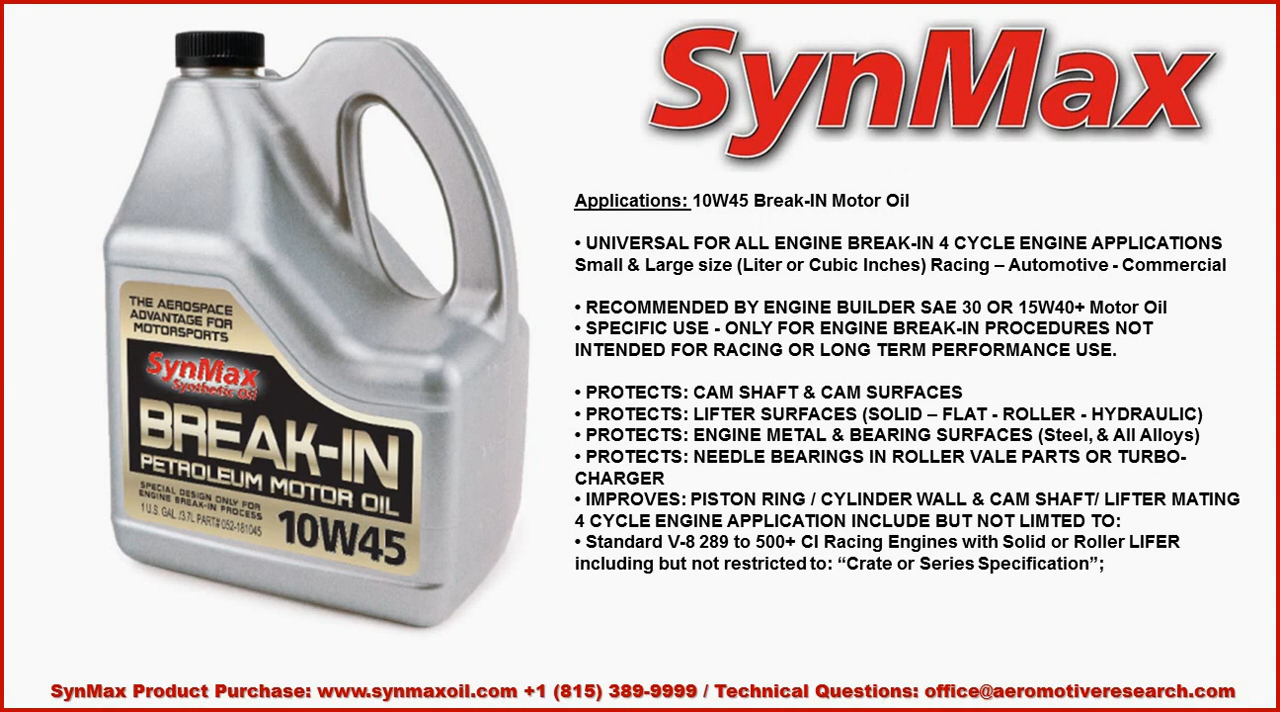 THE AEROSPACE
ADVANTAGE FOR
MOTORSPORTS
SynMax
Synthetic Oil
BREAK-IN
PETROLEUM MOTOR OIL
SPECIAL DESIGN ONLY FOR
ENGINE BREAK-IN PROCESS
1 U.S. GAL. /3.7L PART# 052-181045
10W45
SynMax
Applications: 10W45 Break-IN Motor Oil
• UNIVERSAL FOR ALL ENGINE BREAK-IN 4 CYCLE ENGINE APPLICATIONS
Small & Large size (Liter or Cubic Inches) Racing – Automotive - Commercial
• RECOMMENDED BY ENGINE BUILDER SAE 30 OR 15W40+ Motor Oil
• SPECIFIC USE - ONLY FOR ENGINE BREAK-IN PROCEDURES NOT
INTENDED FOR RACING OR LONG TERM PERFORMANCE USE.
• PROTECTS: CAM SHAFT & CAM SURFACES
• PROTECTS: LIFTER SURFACES (SOLID – FLAT - ROLLER - HYDRAULIC)
• PROTECTS: ENGINE METAL & BEARING SURFACES (Steel, & All Alloys)
• PROTECTS: NEEDLE BEARINGS IN ROLLER VALE PARTS OR TURBO-
CHARGER
• IMPROVES: PISTON RING / CYLINDER WALL & CAM SHAFT/ LIFTER MATING
4 CYCLE ENGINE APPLICATION INCLUDE BUT NOT LIMTED TO:
• Standard V-8 289 to 500+ CI Racing Engines with Solid or Roller LIFER
including but not restricted to: “Crate or Series Specification”;
SynMax Product Purchase: www.synmaxoil.com +1 (815) 389-9999 / Technical Questions: office@aeromotiveresearch.com